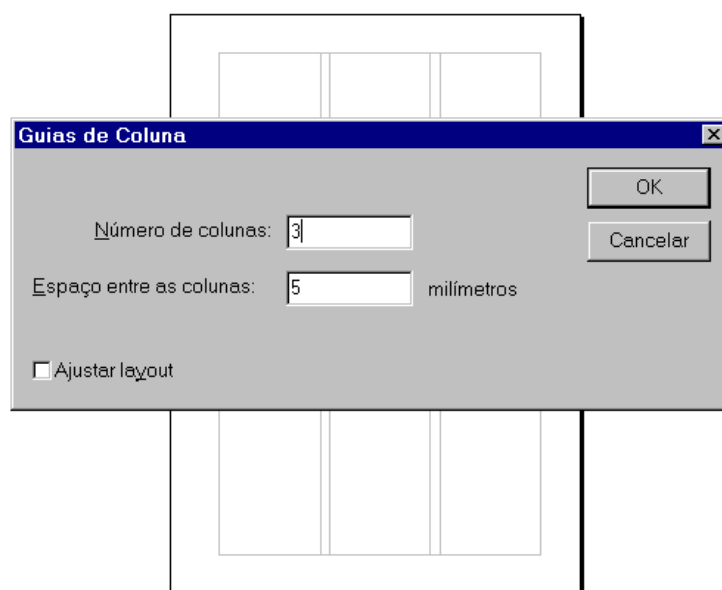 Guias de Coluna
OK
Número de colunas: 3
Cancelar
Espaço entre as colunas: 5 milímetros
Ajustar layout